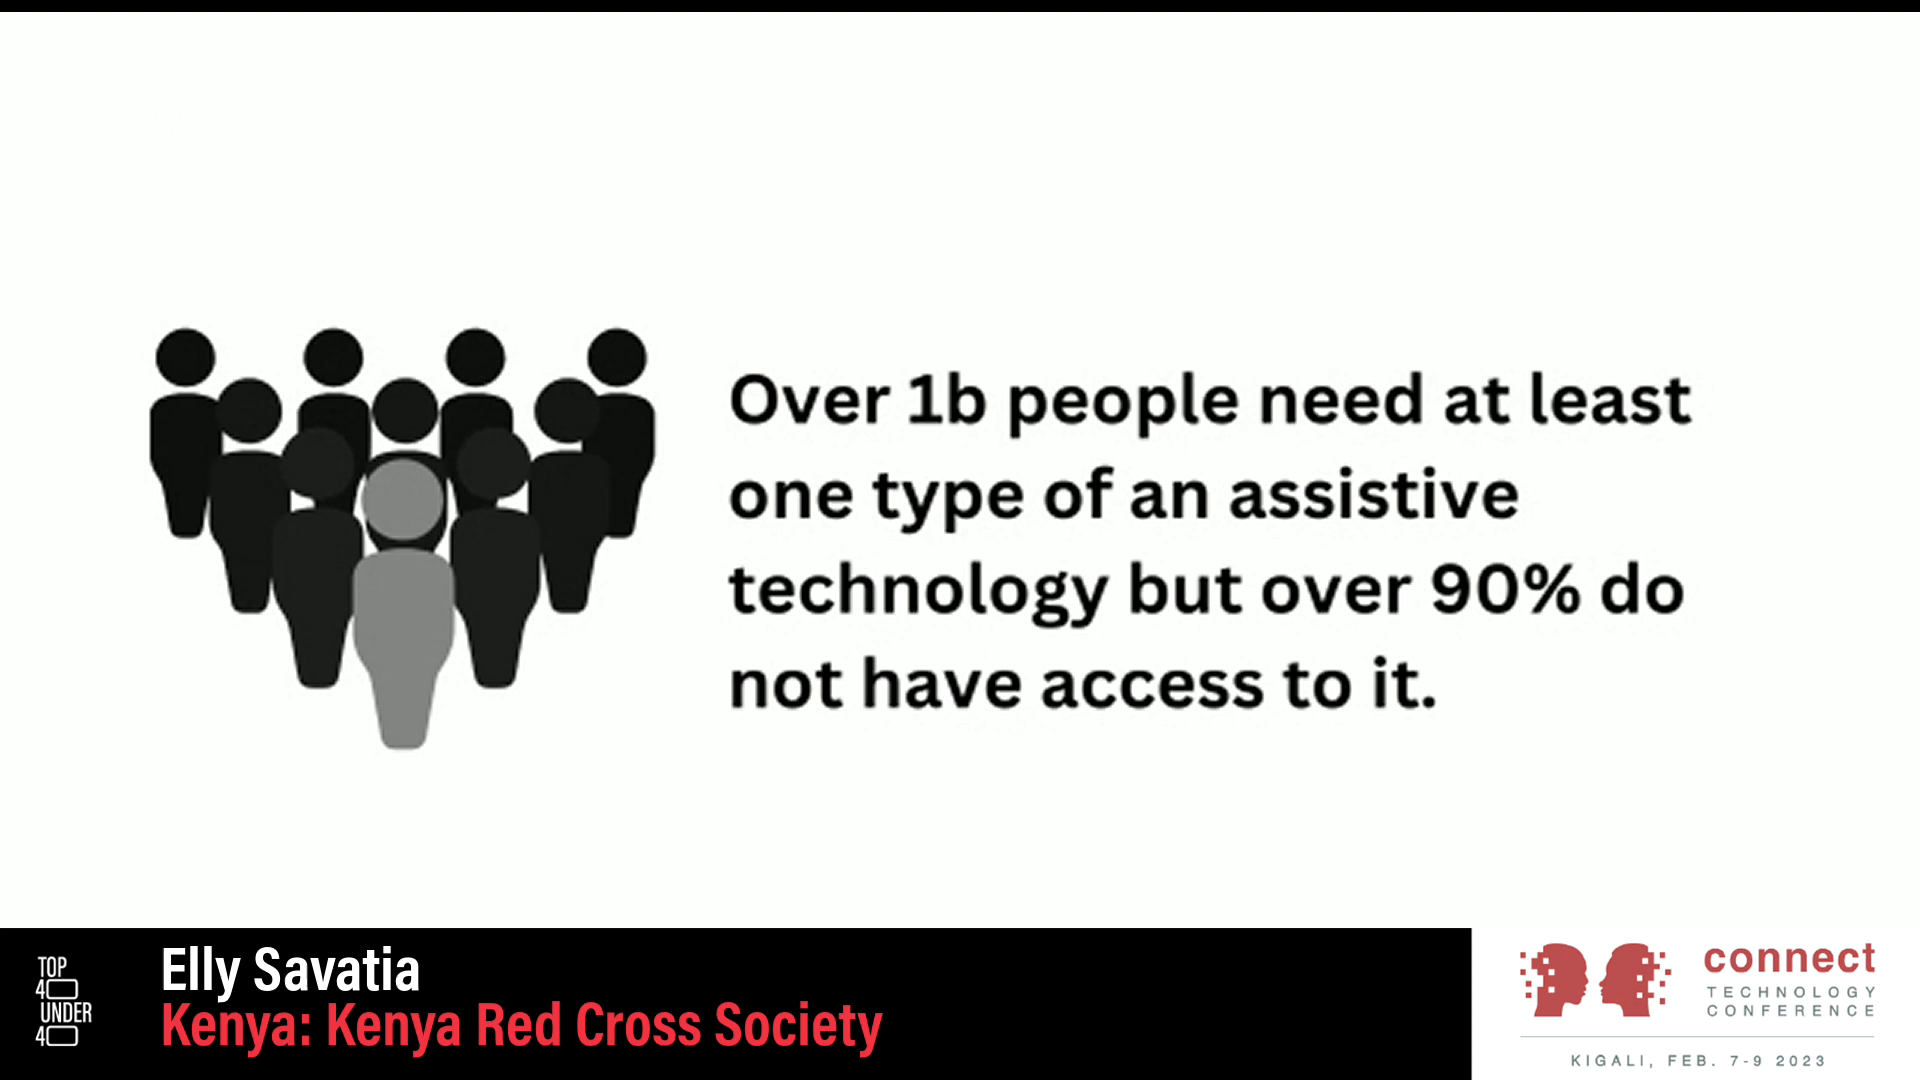 Over 1b people need at least
one type of an assistive
technology but over 90% do
not have access to it.
TOP
40
UNDER
40
Elly Savatia
Kenya: Kenya Red Cross Society
connect
TECHNOLOGY
CONFERENCE
KIGALI, FEB. 7-9 2023